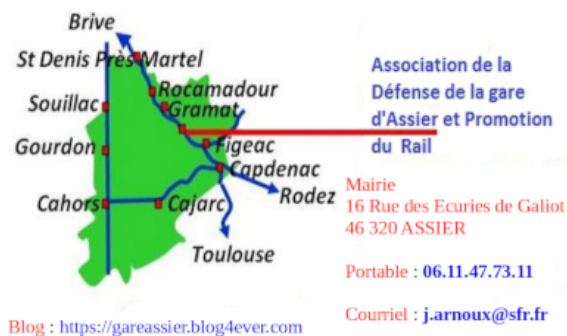 Brive
St Denis Près Martel
Rocamadour
Souillac
Gramat
Gourdon
Figeac
Capdenac
Rodez
Cahors
Cajarc
Toulouse
Association de la
Défense de la gare
d'Assier et Promotion
du Rail
Mairie
16 Rue des Ecuries de Galiot
46 320 ASSIER
Portable : 06.11.47.73.11
Courriel : j.arnoux@sfr.fr
Blog : https://gareassier.blog4ever.com